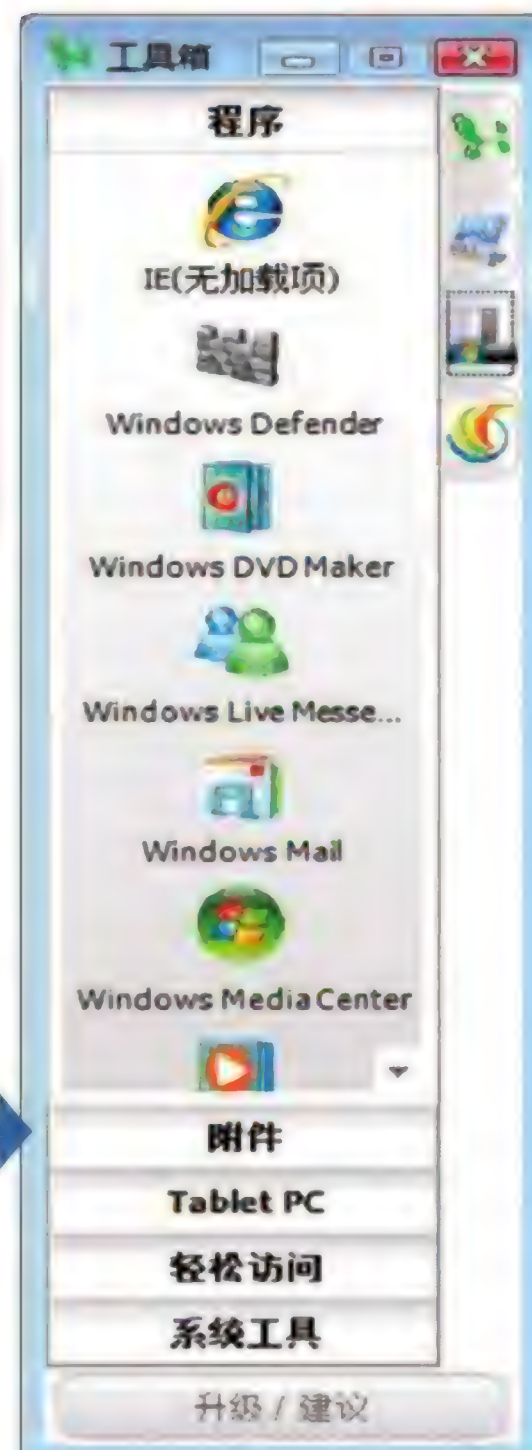 工具箱
程序
IE(无加载项)
Windows Defender
Windows DVD Maker
Windows Live Messe...
Windows Mail
Windows Media Center
附件
Tablet PC
轻松访问
系统工具
升级 / 建议